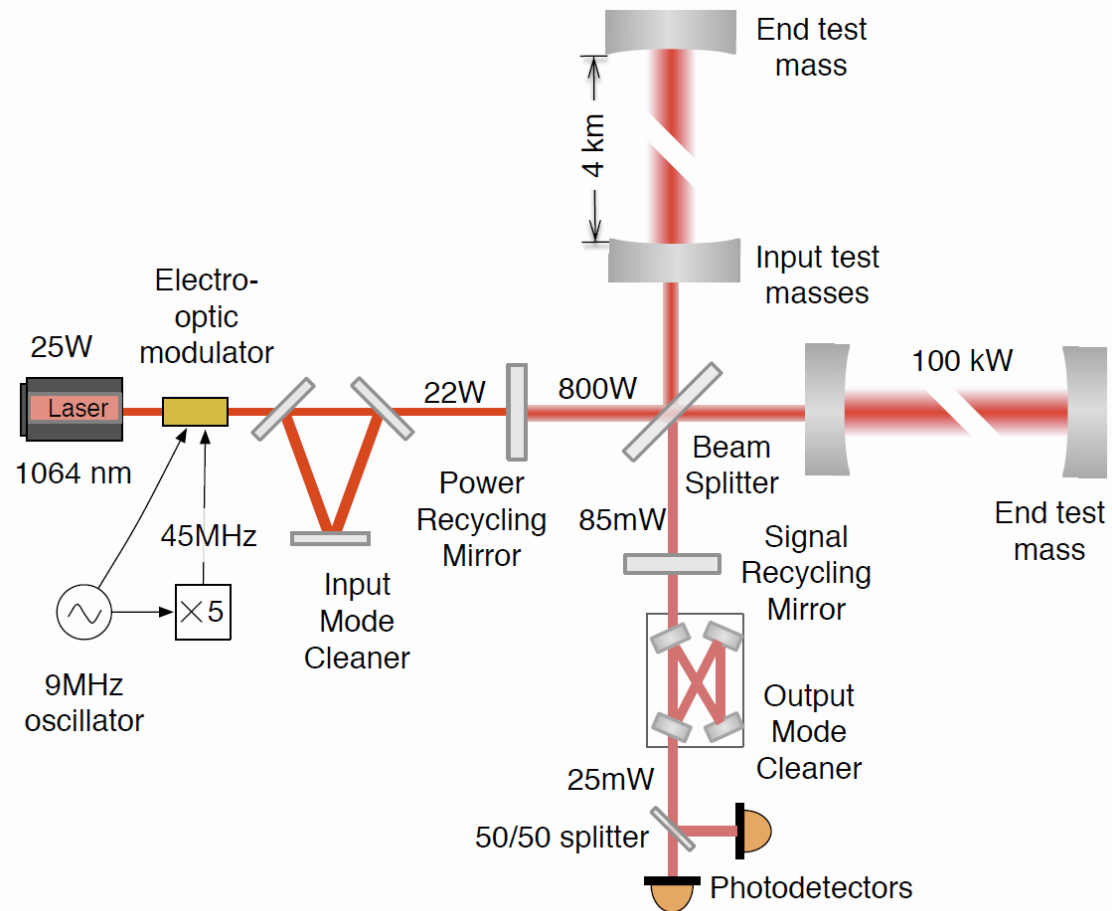 End test
mass
4 km
Input test
masses
Electro-
optic
modulator
25W
Laser
1064 nm
22W
800W
100 kW
Beam
Splitter
Power
Recycling
Mirror
End test
mass
45MHz
85mW
Signal
Recycling
Mirror
Input
Mode
Cleaner
×5
9MHz
oscillator
Output
Mode
Cleaner
25mW
50/50 splitter
Photodetectors